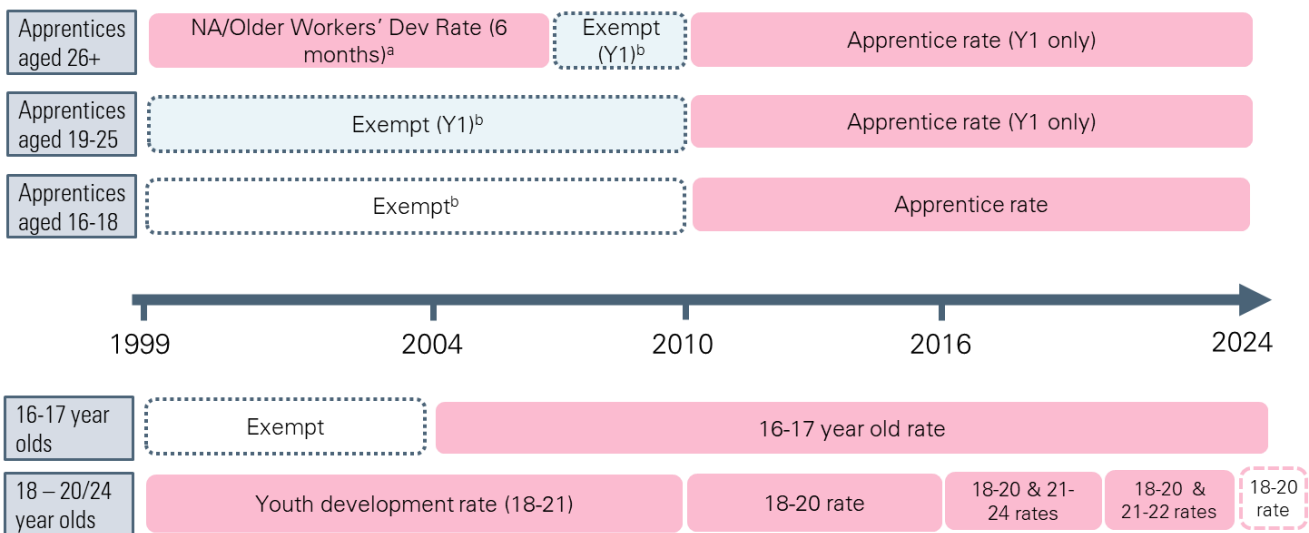 Apprentices
aged 26+
NA/Older Workers’ Dev Rate (6
months)ᵃ
Exempt
(Y1)ᵇ
Apprentice rate (Y1 only)
Apprentices
aged 19-25
Exempt (Y1)ᵇ
Apprentice rate (Y1 only)
Apprentices
aged 16-18
Exemptᵇ
Apprentice rate
1999
2004
2010
2016
2024
16-17 year
olds
Exempt
16-17 year old rate
18 – 20/24
year olds
Youth development rate (18-21)
18-20 rate
18-20 & 21-
24 rates
18-20 &
21-22 rates
18-20
rate